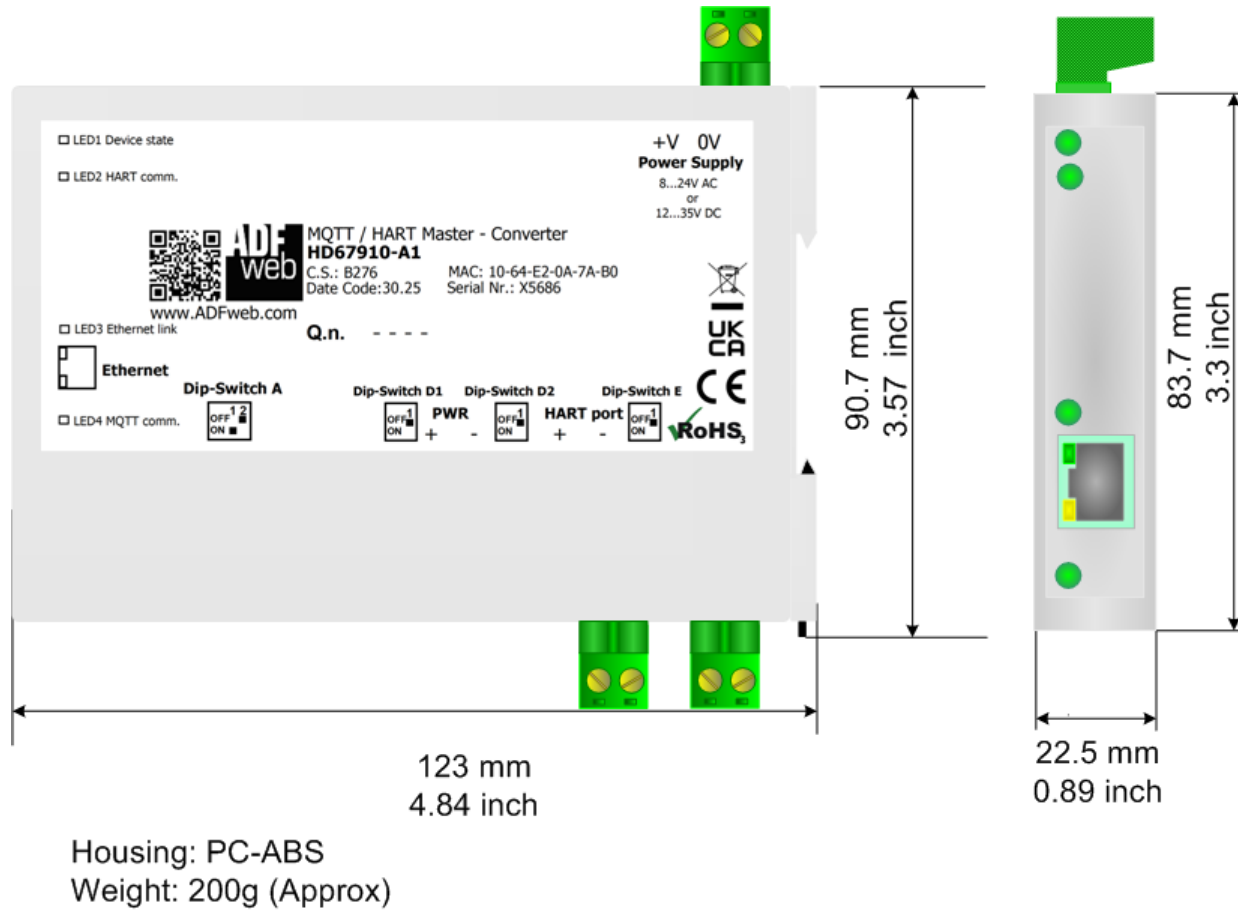 LED1 Device state
LED2 HART comm.
+V 0V
Power Supply
8...24V AC
or
12...35V DC
ADF
web
MQTT / HART Master - Converter
HD67910-A1
C.S.: B276 MAC: 10-64-E2-0A-7A-B0
Date Code:30.25 Serial Nr.: X5686
www.ADFweb.com
LED3 Ethernet link
Q.n. - - - -
UK
CA
Ethernet
CE
Dip-Switch A
Dip-Switch D1 Dip-Switch D2 Dip-Switch E
LED4 MQTT comm.
OFF 1 2
ON
OFF 1
ON
PWR
+ -
OFF 1
ON
HART port
+ -
OFF 1
ON
RoHS3
90.7 mm
3.57 inch
83.7 mm
3.3 inch
123 mm
4.84 inch
22.5 mm
0.89 inch
Housing: PC-ABS
Weight: 200g (Approx)